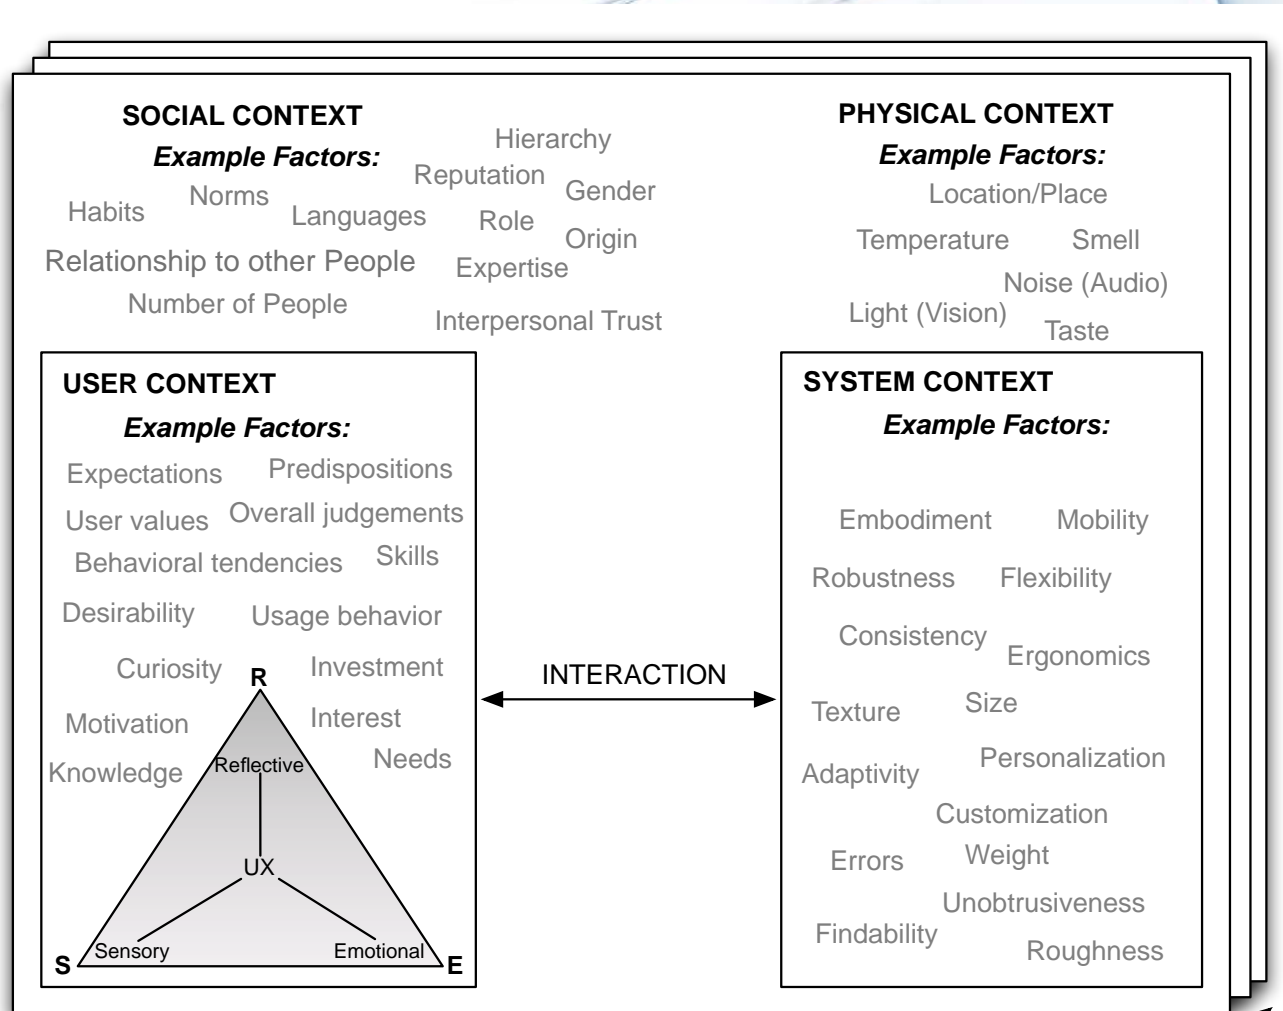 SOCIAL CONTEXT
Example Factors:
Hierarchy
Reputation
Gender
Norms
Habits
Languages
Role
Origin
Relationship to other People
Expertise
Number of People
Interpersonal Trust
PHYSICAL CONTEXT
Example Factors:
Location/Place
Temperature
Smell
Noise (Audio)
Light (Vision)
Taste
USER CONTEXT
Example Factors:
Expectations
Predispositions
User values
Overall judgements
Behavioral tendencies
Skills
Desirability
Usage behavior
Curiosity
R
Investment
Motivation
Interest
Knowledge
Reflective
Needs
UX
Sensory
Emotional
S
E
INTERACTION
SYSTEM CONTEXT
Example Factors:
Embodiment
Mobility
Robustness
Flexibility
Consistency
Ergonomics
Texture
Size
Adaptivity
Personalization
Customization
Errors
Weight
Unobtrusiveness
Findability
Roughness